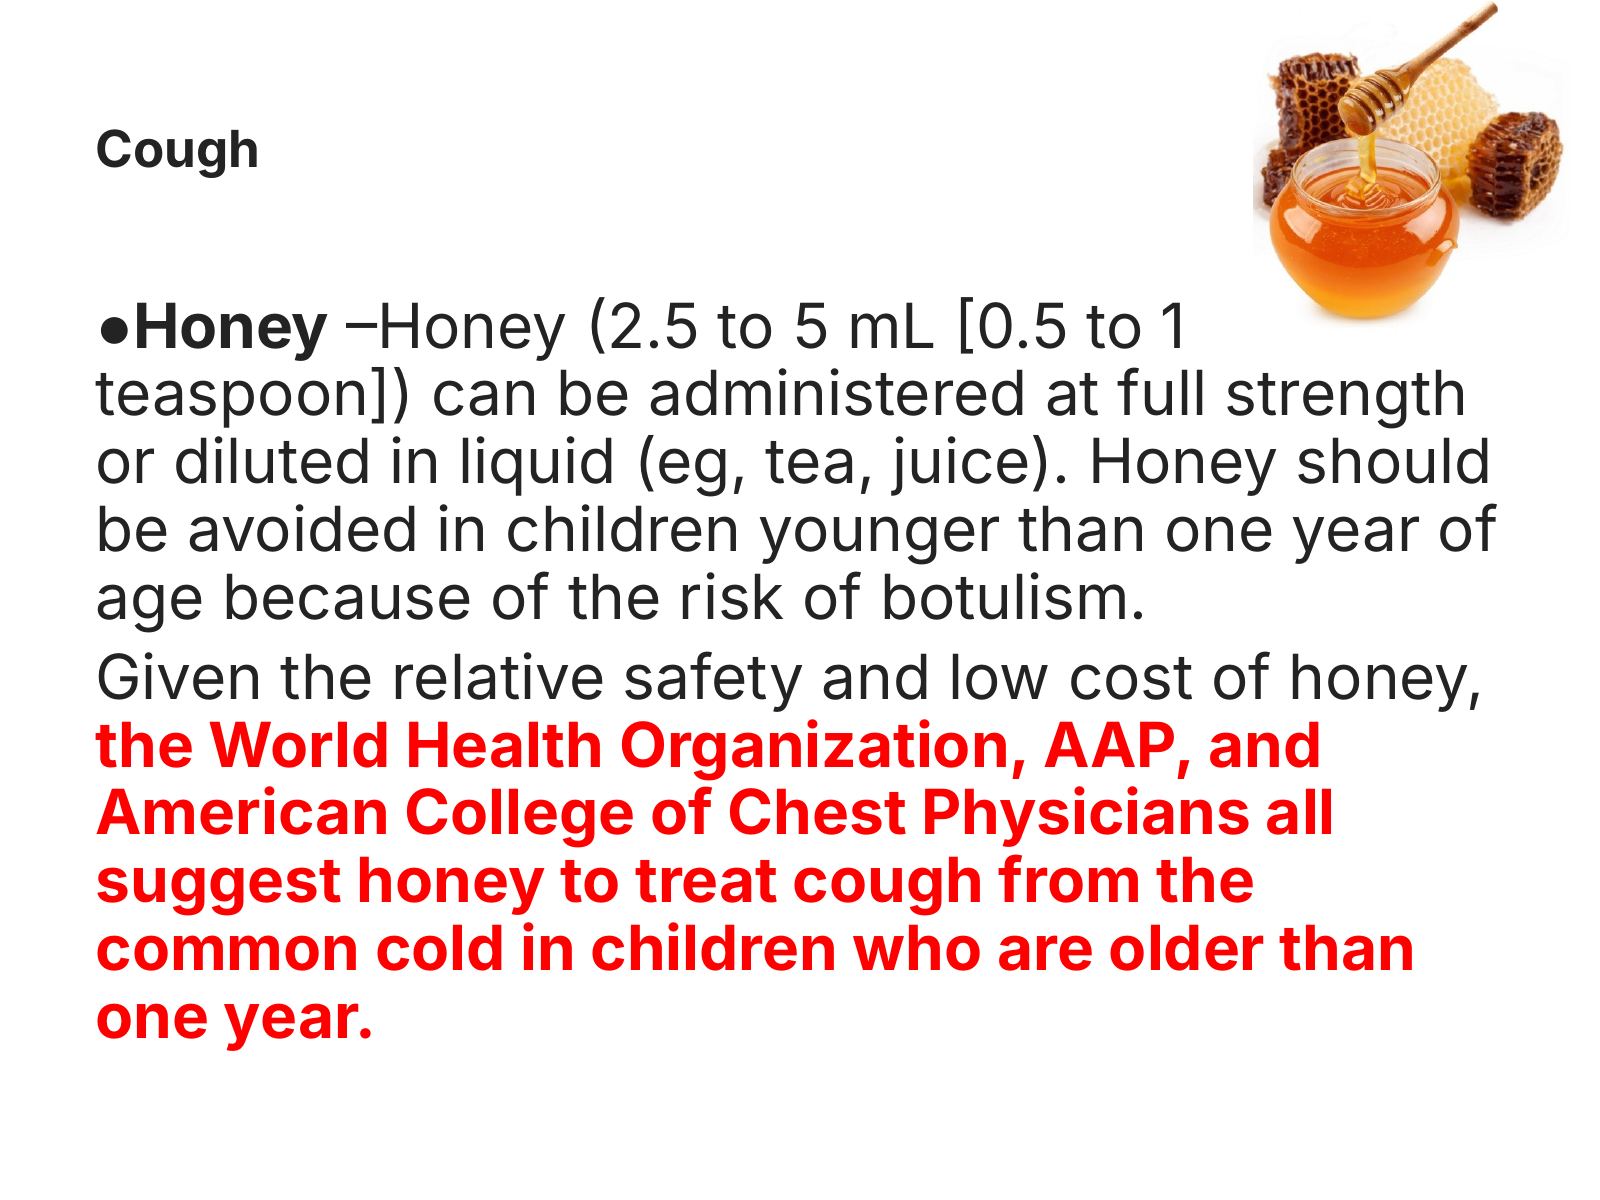 Cough
●Honey –Honey (2.5 to 5 mL [0.5 to 1
teaspoon]) can be administered at full strength
or diluted in liquid (eg, tea, juice). Honey should
be avoided in children younger than one year of
age because of the risk of botulism.
Given the relative safety and low cost of honey,
the World Health Organization, AAP, and
American College of Chest Physicians all
suggest honey to treat cough from the
common cold in children who are older than
one year.